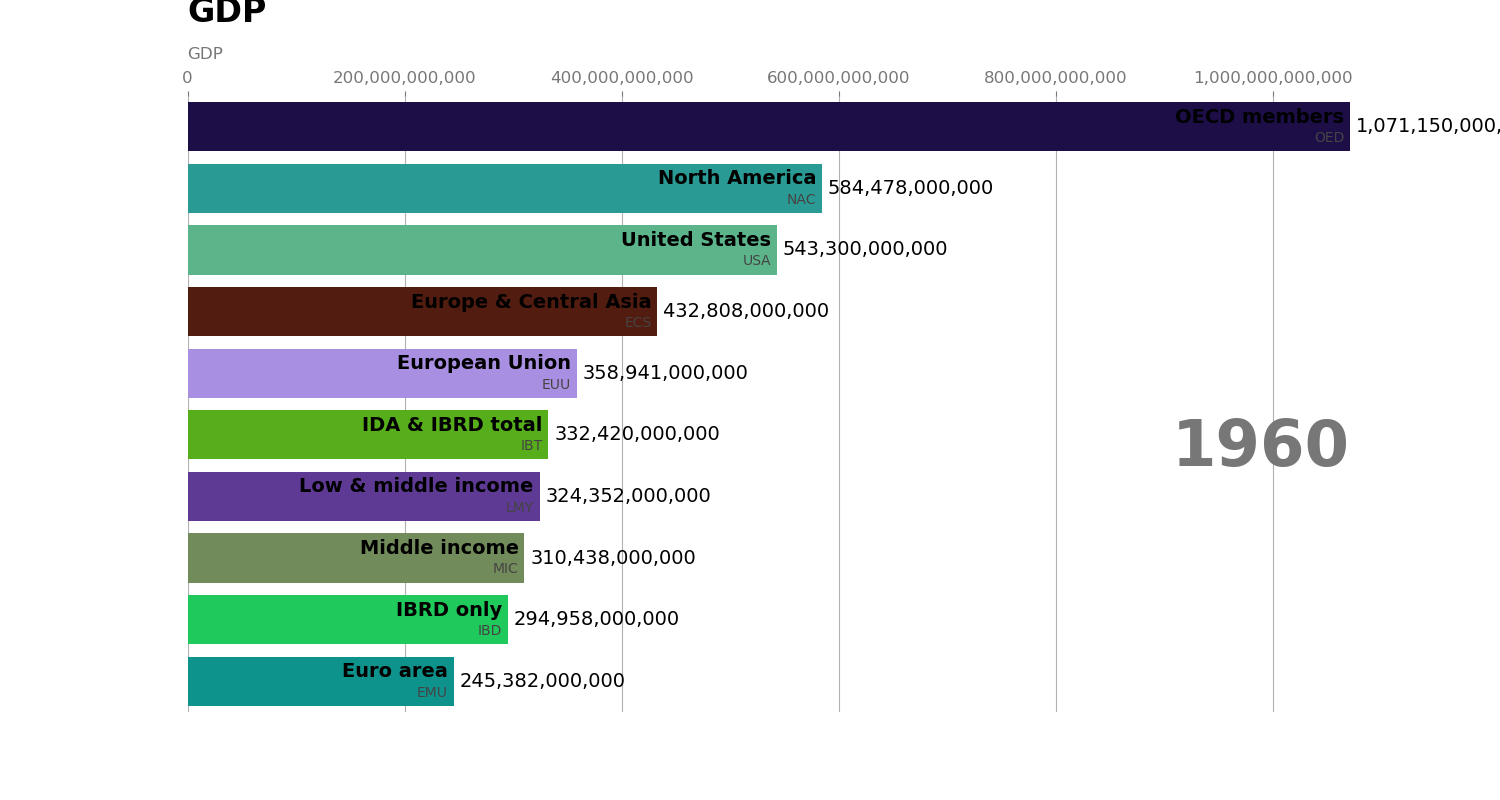 GDP
GDP
0 200,000,000,000 400,000,000,000 600,000,000,000 800,000,000,000 1,000,000,000,000
OECD members
OED
1,071,150,000,
North America
NAC
584,478,000,000
United States
USA
543,300,000,000
Europe & Central Asia
ECS
432,808,000,000
European Union
EUU
358,941,000,000
IDA & IBRD total
IBT
332,420,000,000
Low & middle income
LMY
324,352,000,000
Middle income
MIC
310,438,000,000
IBRD only
IBD
294,958,000,000
Euro area
EMU
245,382,000,000
1960